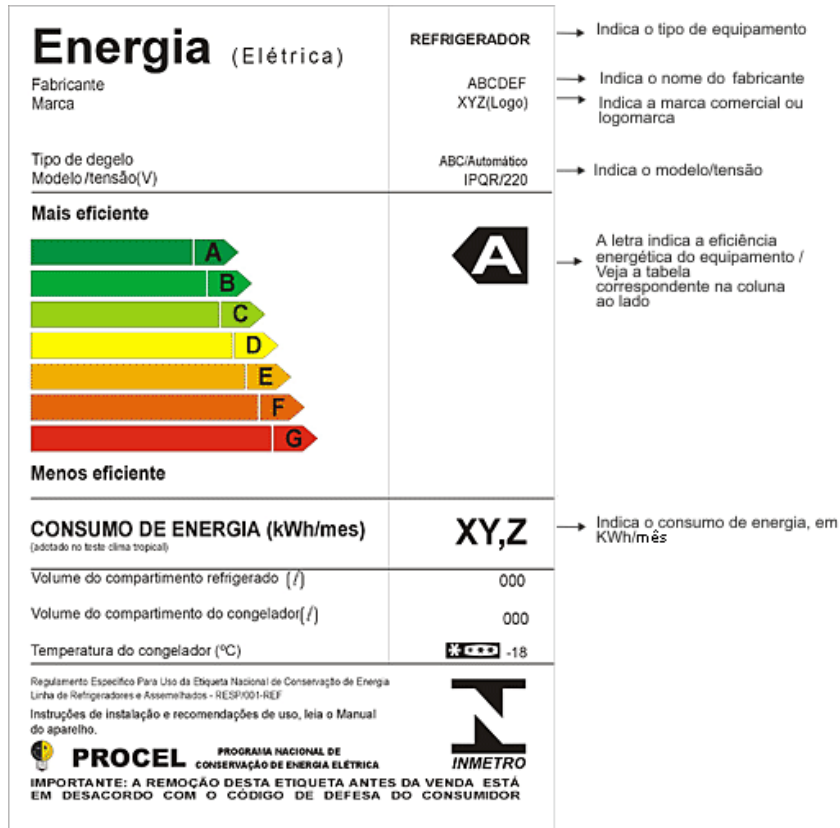 Energia (Elétrica)
REFRIGERADOR
Indica o tipo de equipamento
Fabricante
ABCDEF
Indica o nome do fabricante
Marca
XYZ(Logo)
Indica a marca comercial ou
logomarca
Tipo de degelo
ABC/Automático
Modelo/tensão(V)
IPQR/220
Indica o modelo/tensão
Mais eficiente
A
B
C
D
E
F
G
Menos eficiente
A
A letra indica a eficiência
energética do equipamento /
Veja a tabela
correspondente na coluna
ao lado
CONSUMO DE ENERGIA (kWh/mes)
(adotado no teste clima tropical)
XY,Z
Indica o consumo de energia, em
KWh/mês
Volume do compartimento refrigerado (l)
000
Volume do compartimento do congelador(l)
000
Temperatura do congelador (ºC)
-18
Regulamento Específico Para Uso da Etiqueta Nacional de Conservação de Energia
Linha de Refrigeradores e Assemelhados - RESP/001-REF
Instruções de instalação e recomendações de uso, leia o Manual
do aparelho.
PROCEL
PROGRAMA NACIONAL DE
CONSERVAÇÃO DE ENERGIA ELÉTRICA
INMETRO
IMPORTANTE: A REMOÇÃO DESTA ETIQUETA ANTES DA VENDA ESTÁ
EM DESACORDO COM O CÓDIGO DE DEFESA DO CONSUMIDOR